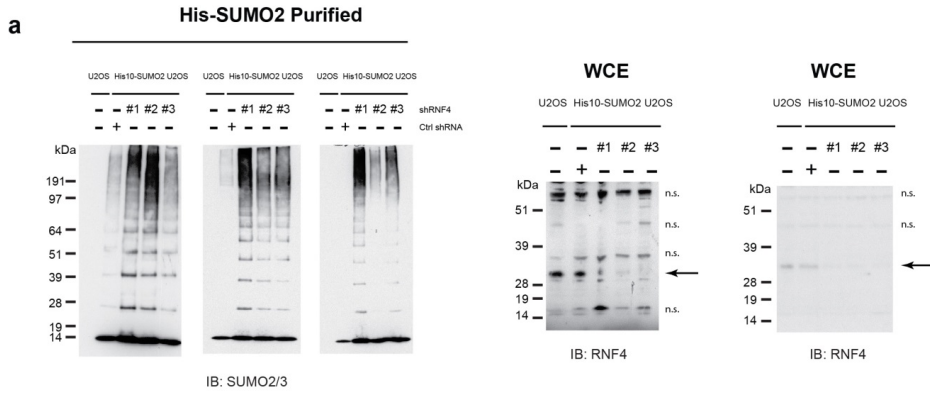 a
His-SUMO2 Purified
U2OS His10-SUMO2 U2OS U2OS His10-SUMO2 U2OS U2OS His10-SUMO2 U2OS
– – #1 #2 #3 – – #1 #2 #3 – – #1 #2 #3 shRNF4
– + – – – – + – – – – + – – – Ctrl shRNA
kDa
191
97
64
51
39
28
19
14
IB: SUMO2/3
WCE
U2OS His10-SUMO2 U2OS
– – #1 #2 #3
– + – – –
kDa
51
39
28
19
14
n.s.
n.s.
n.s.
n.s.
IB: RNF4
WCE
U2OS His10-SUMO2 U2OS
– – #1 #2 #3
– + – – –
kDa
51
39
28
19
14
n.s.
n.s.
IB: RNF4